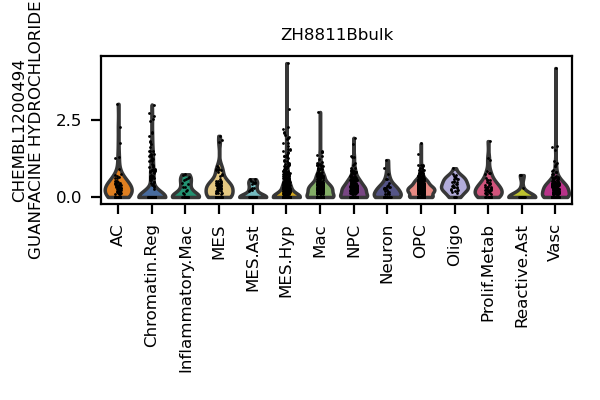 ZH8811Bbulk
CHEMBL1200494
GUANFACINE HYDROCHLORIDE
2.5
0.0
AC
Chromatin.Reg
Inflammatory.Mac
MES
MES.Ast
MES.Hyp
Mac
NPC
Neuron
OPC
Oligo
Prolif.Metab
Reactive.Ast
Vasc